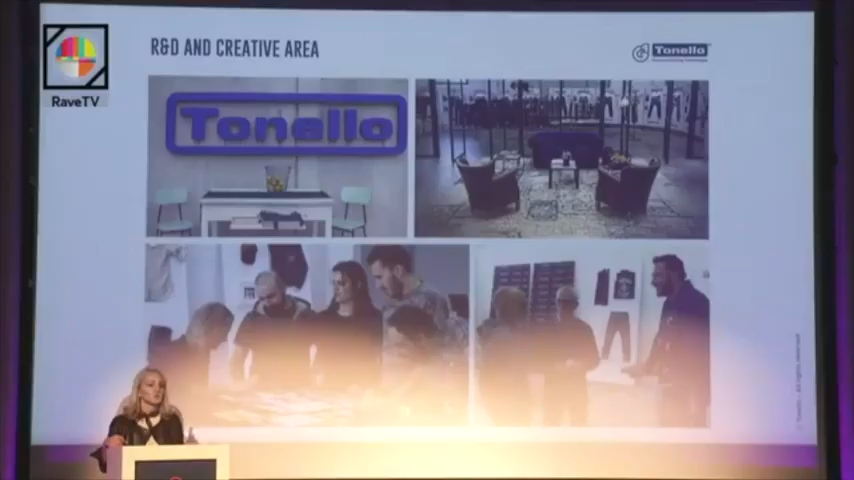 RaveTV
R&D AND CREATIVE AREA
Tonello
Tonello